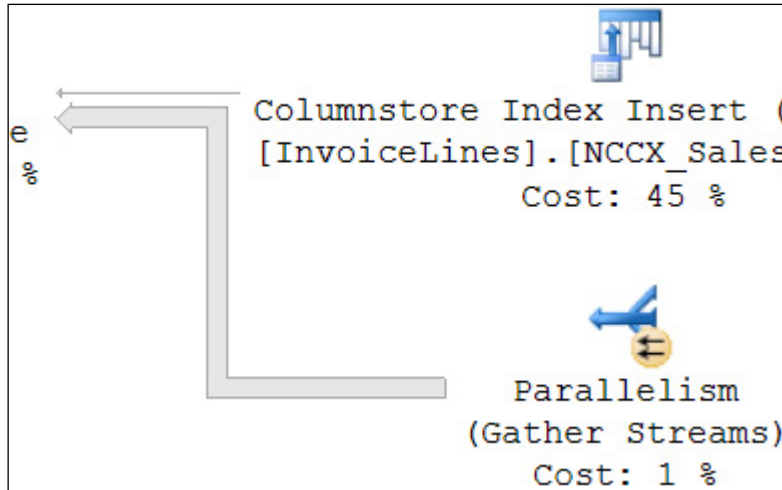 e
%
Columnstore Index Insert (
[InvoiceLines].[NCCX_Sales
Cost: 45 %
Parallelism
(Gather Streams)
Cost: 1 %